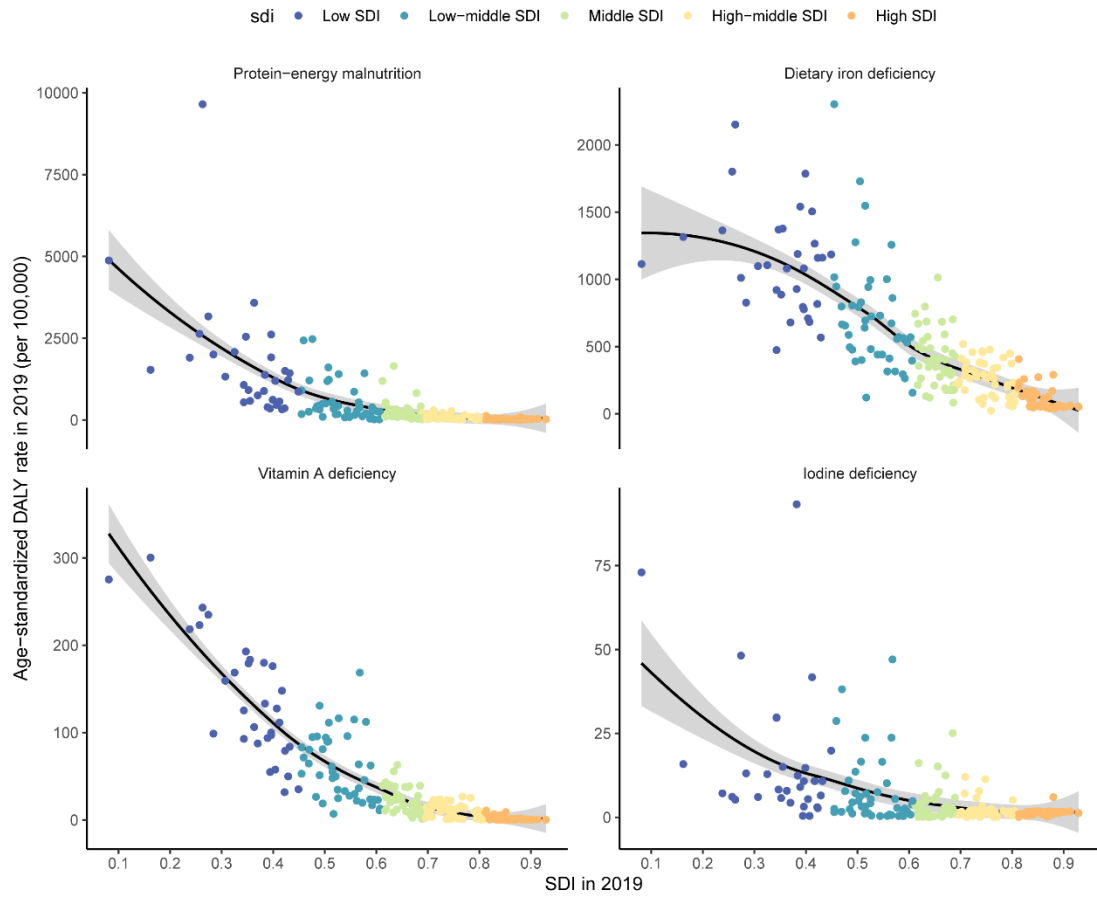 sdi Low SDI Low−middle SDI Middle SDI High−middle SDI High SDI
Protein−energy malnutrition
Dietary iron deficiency
10000
7500
5000
2500
0
2000
1500
1000
500
0
Vitamin A deficiency
Iodine deficiency
300
200
100
0
75
50
25
0
0.1 0.2 0.3 0.4 0.5 0.6 0.7 0.8 0.9
0.1 0.2 0.3 0.4 0.5 0.6 0.7 0.8 0.9
SDI in 2019
Age−standardized DALY rate in 2019 (per 100,000)